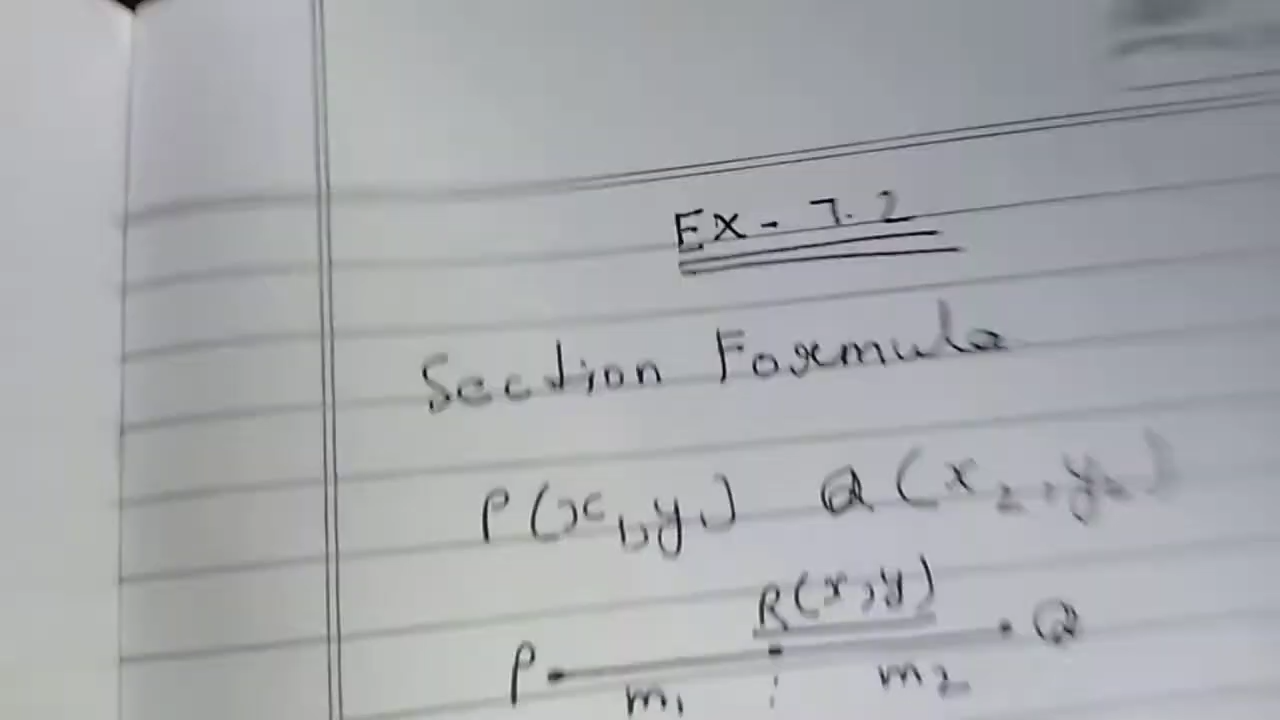 Ex - 7.2
Section Formula
P(x₁,y₁) Q(x₂,y₂)
R(x,y)
P Q
m₁ : m₂